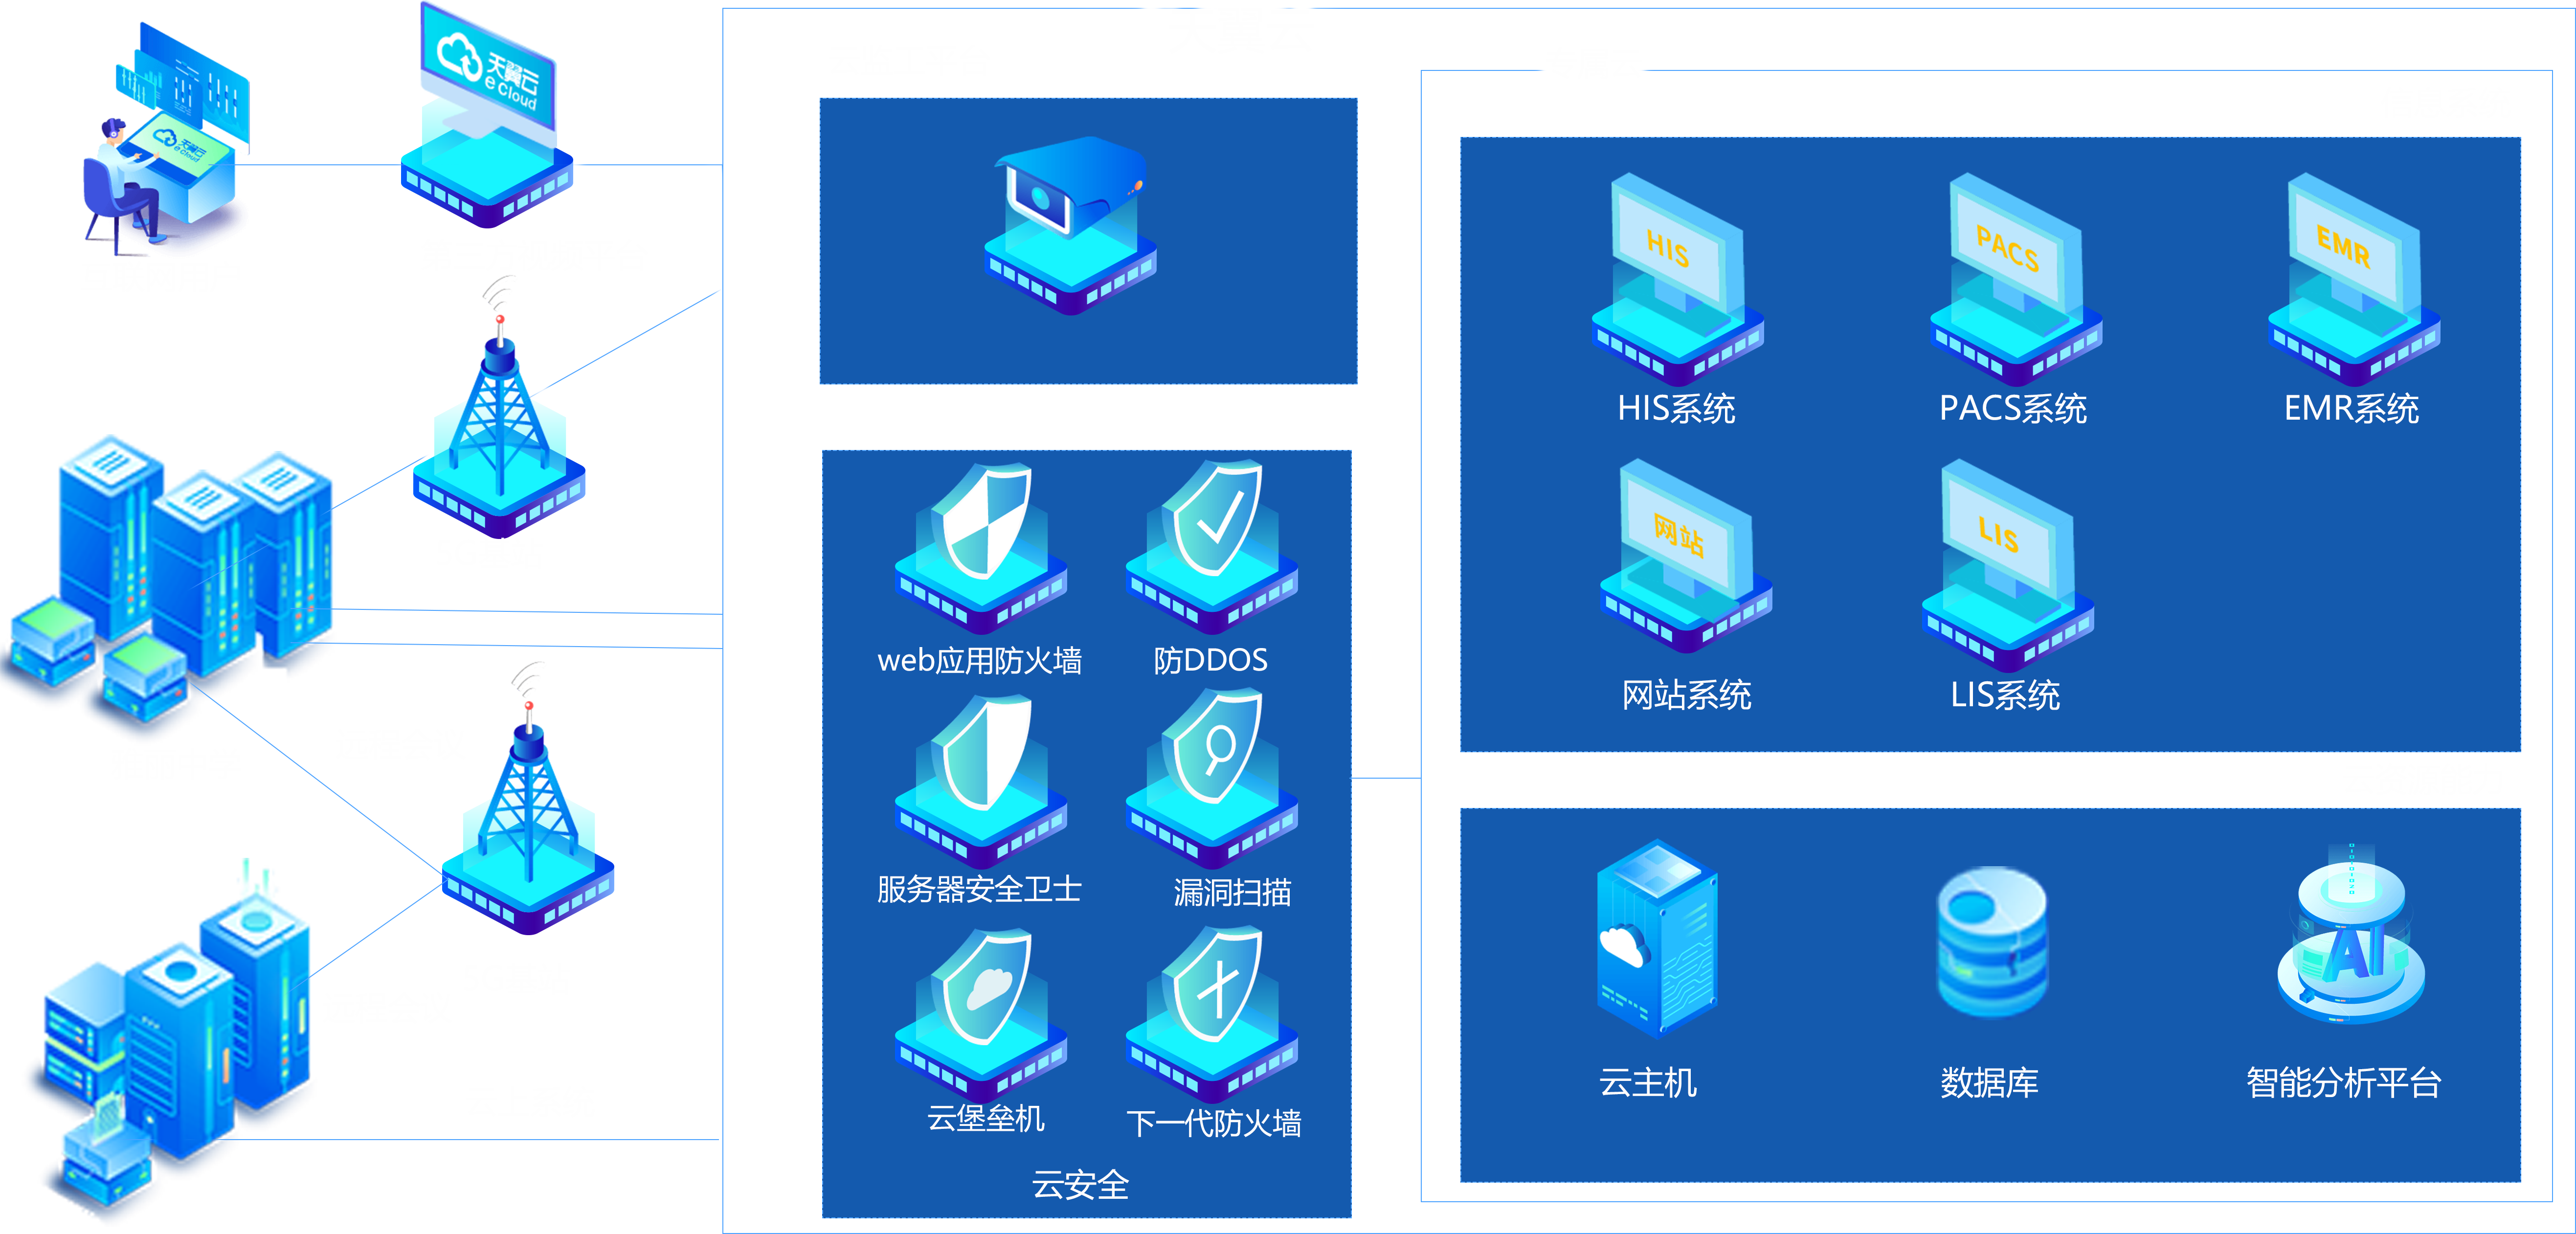 天翼云
e Cloud
天翼云
e Cloud
HIS
PACS
EMR
HIS系统
PACS系统
EMR系统
网站
LIS
网站系统
LIS系统
web应用防火墙
防DDOS
服务器安全卫士
漏洞扫描
云堡垒机
下一代防火墙
云安全
AI
云主机
数据库
智能分析平台